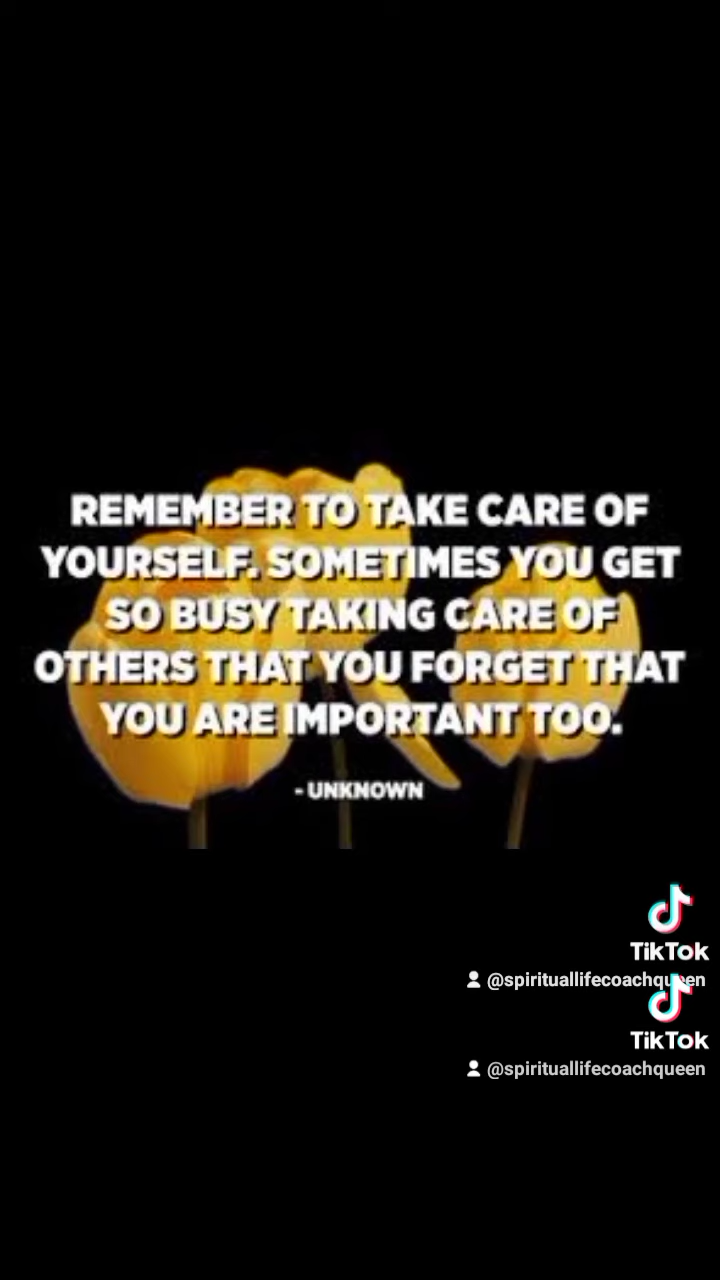 REMEMBER TO TAKE CARE OF
YOURSELF. SOMETIMES YOU GET
SO BUSY TAKING CARE OF
OTHERS THAT YOU FORGET THAT
YOU ARE IMPORTANT TOO.
- UNKNOWN
TikTok
@spirituallifecoachqueen
TikTok
@spirituallifecoachqueen